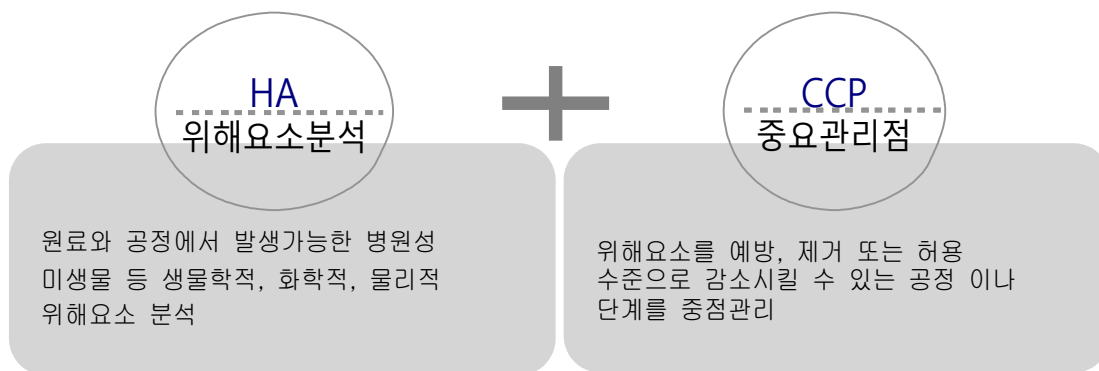 HA
위해요소분석
원료와 공정에서 발생가능한 병원성
미생물 등 생물학적, 화학적, 물리적
위해요소 분석
CCP
중요관리점
위해요소를 예방, 제거 또는 허용
수준으로 감소시킬 수 있는 공정 이나
단계를 중점관리